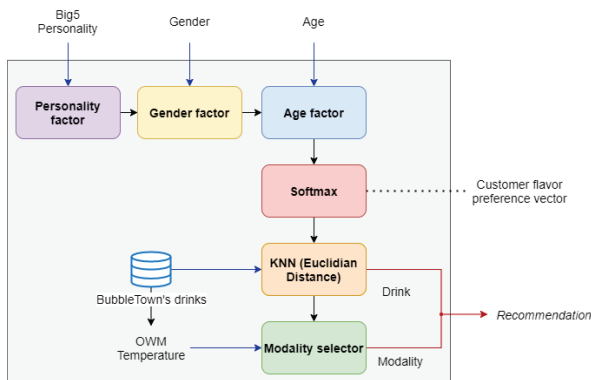 Big5
Personality
Gender
Age
Personality
factor
Gender factor
Age factor
Softmax
Customer flavor
preference vector
KNN (Euclidian
Distance)
BubbleTown's drinks
Drink
Recommendation
OWM
Temperature
Modality selector
Modality